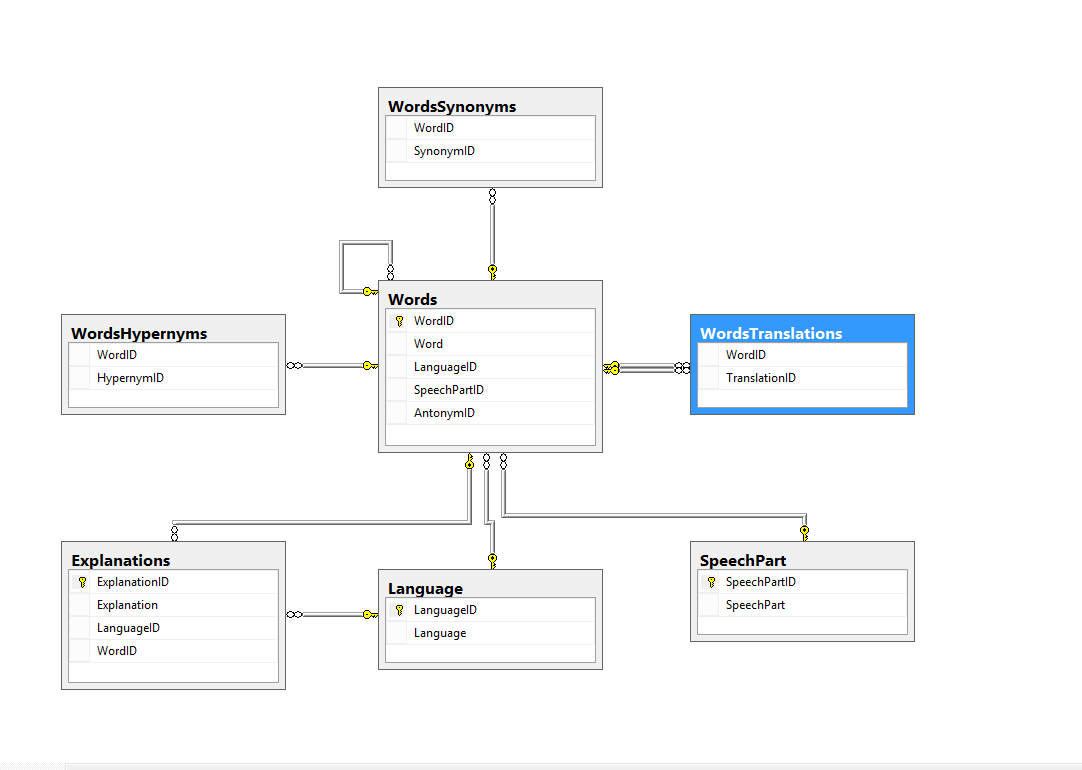 WordsSynonyms
WordID
SynonymID
Words
WordID
Word
LanguageID
SpeechPartID
AntonymID
WordsHypernyms
WordID
HypernymID
WordsTranslations
WordID
TranslationID
Explanations
ExplanationID
Explanation
LanguageID
WordID
Language
LanguageID
Language
SpeechPart
SpeechPartID
SpeechPart